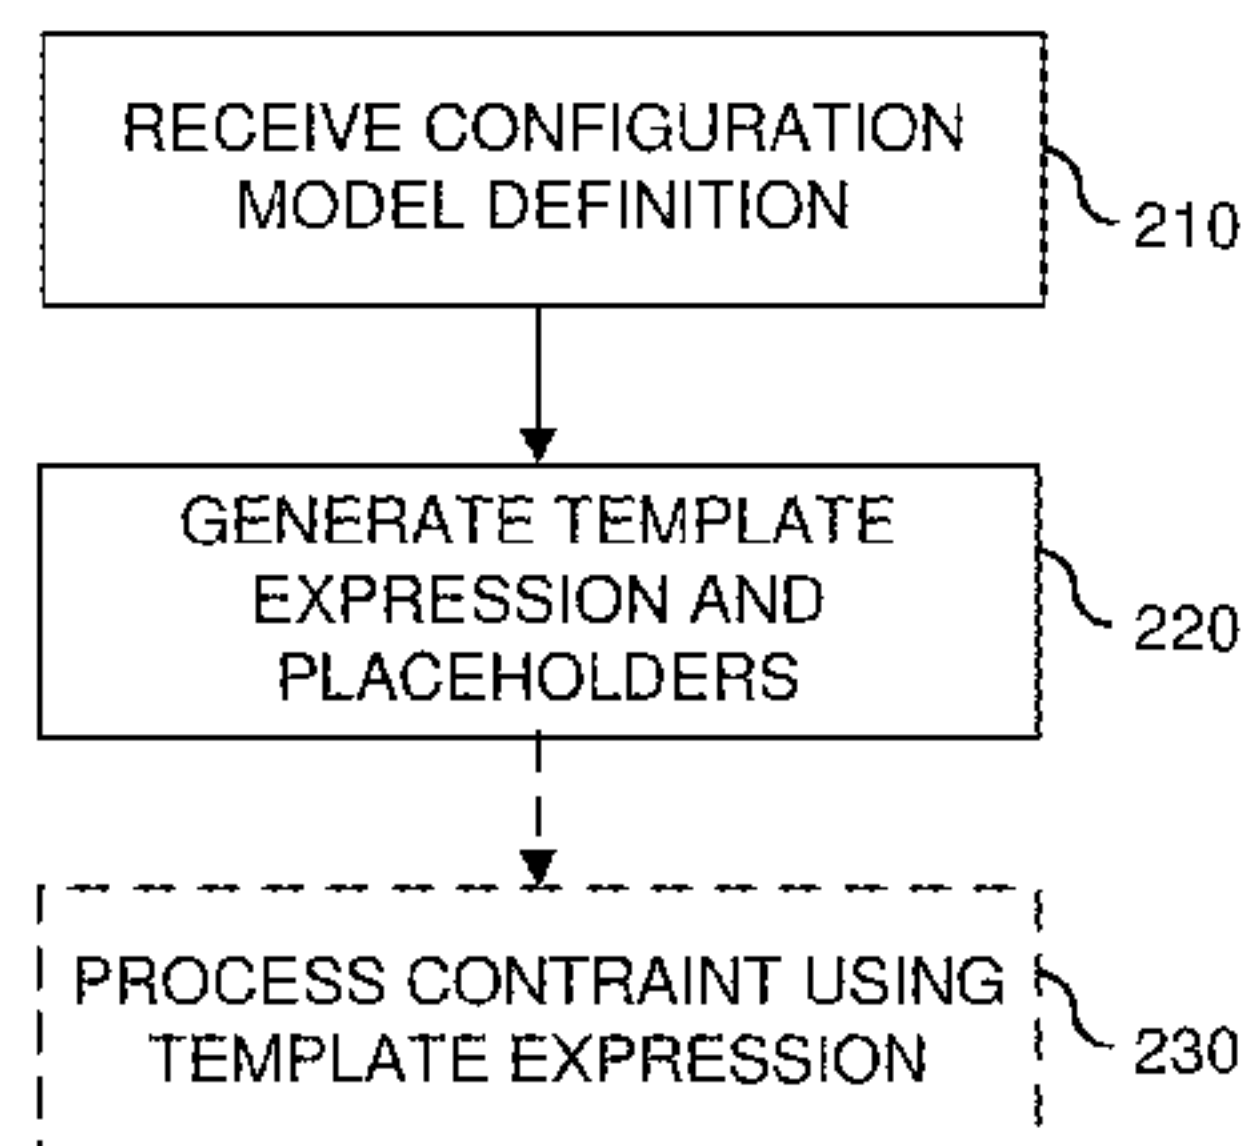 RECEIVE CONFIGURATION
MODEL DEFINITION
210
GENERATE TEMPLATE
EXPRESSION AND
PLACEHOLDERS
220
PROCESS CONTRAINT USING
TEMPLATE EXPRESSION
230